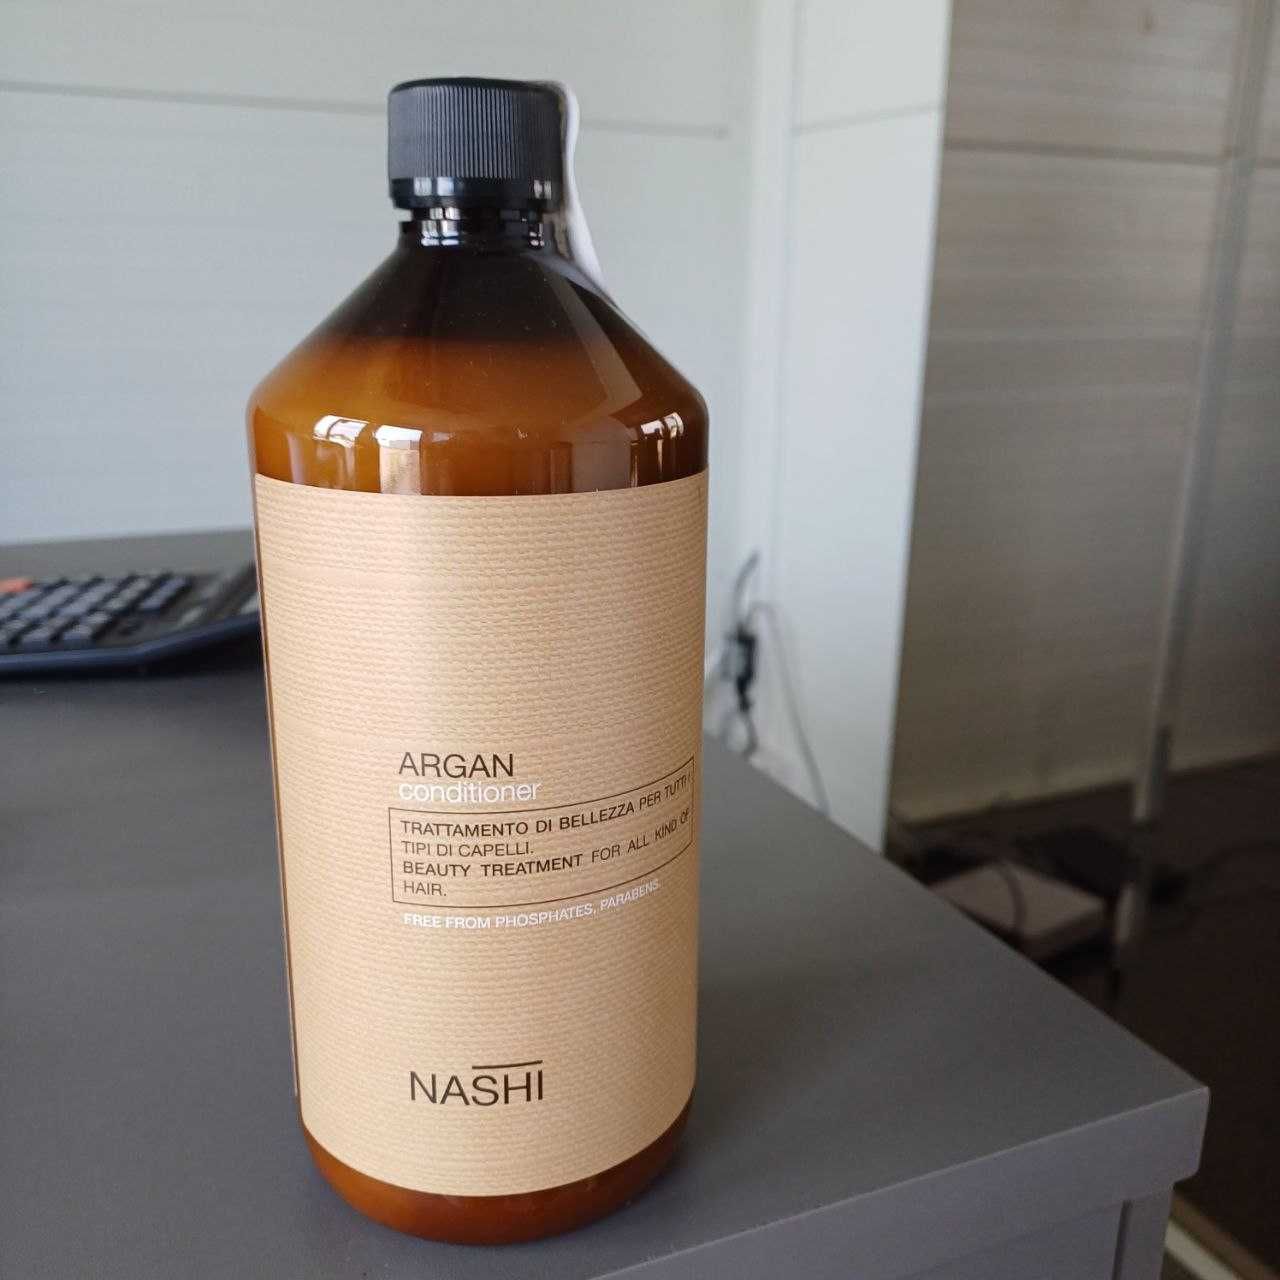 ARGAN
conditioner
TRATTAMENTO DI BELLEZZA PER TUTTI I
TIPI DI CAPELLI.
BEAUTY TREATMENT FOR ALL KIND OF
HAIR.
FREE FROM PHOSPHATES, PARABENS.
NASHI